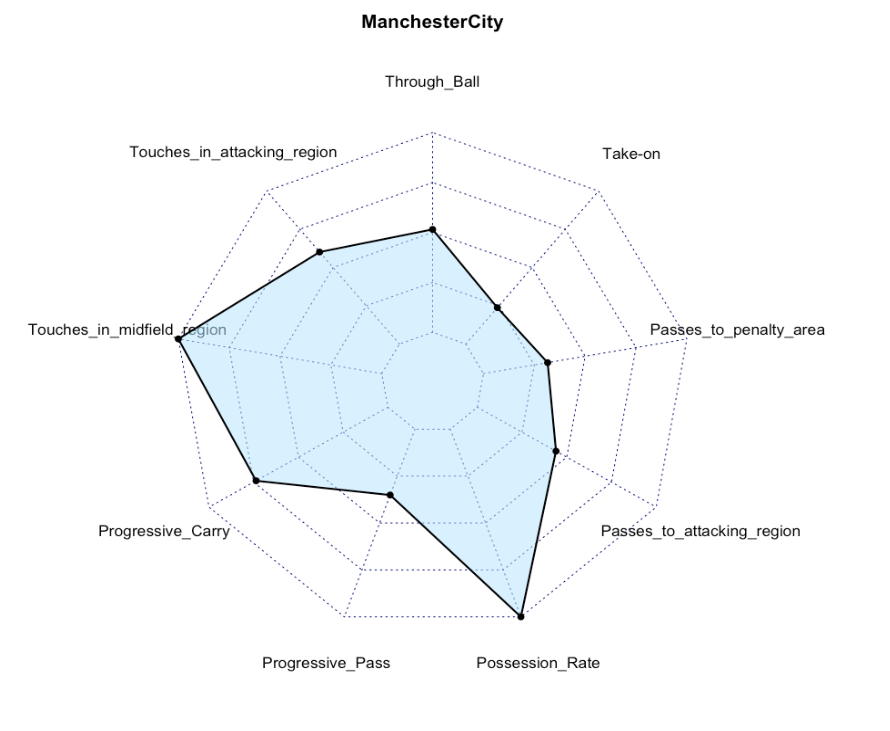 ManchesterCity
Through_Ball
Touches_in_attacking_region
Take-on
Touches_in_midfield_region
Passes_to_penalty_area
Progressive_Carry
Passes_to_attacking_region
Progressive_Pass
Possession_Rate